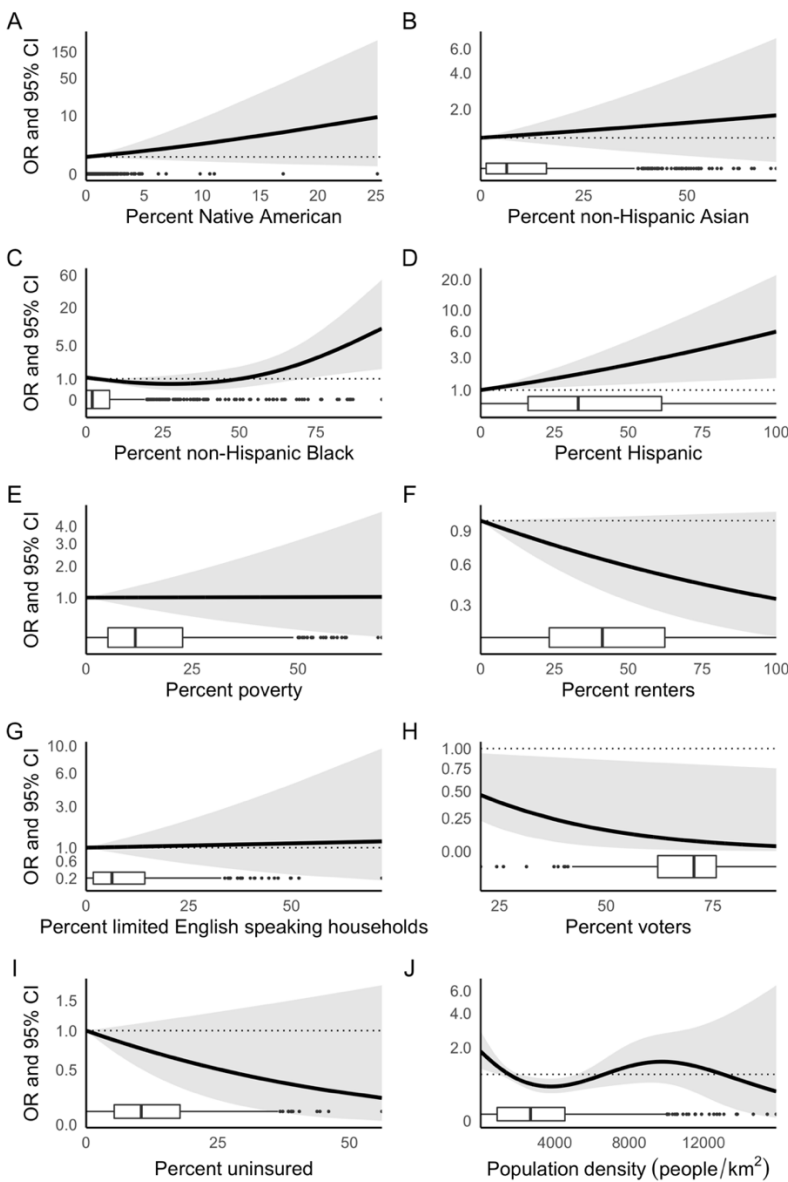 A
OR and 95% CI
150
50
10
0
0 5 10 15 20 25
Percent Native American
B
6.0
4.0
2.0
0 50
Percent non-Hispanic Asian
C
OR and 95% CI
60
20
5.0
1.0
0
0 25 50 75
Percent non-Hispanic Black
D
20.0
10.0
6.0
3.0
1.0
0 25 50 75 100
Percent Hispanic
E
OR and 95% CI
4.0
3.0
2.0
1.0
0 25 50
Percent poverty
F
0.9
0.6
0.3
0 25 50 75 100
Percent renters
G
OR and 95% CI
10.0
6.0
3.0
1.0
0.6
0.2
0 50
Percent limited English speaking households
H
1.00
0.75
0.50
0.25
0.00
25 50 75
Percent voters
I
OR and 95% CI
1.5
1.0
0.5
0.0
0 50
Percent uninsured
J
6.0
4.0
2.0
0
4000 8000 12000
Population density (people/km²)